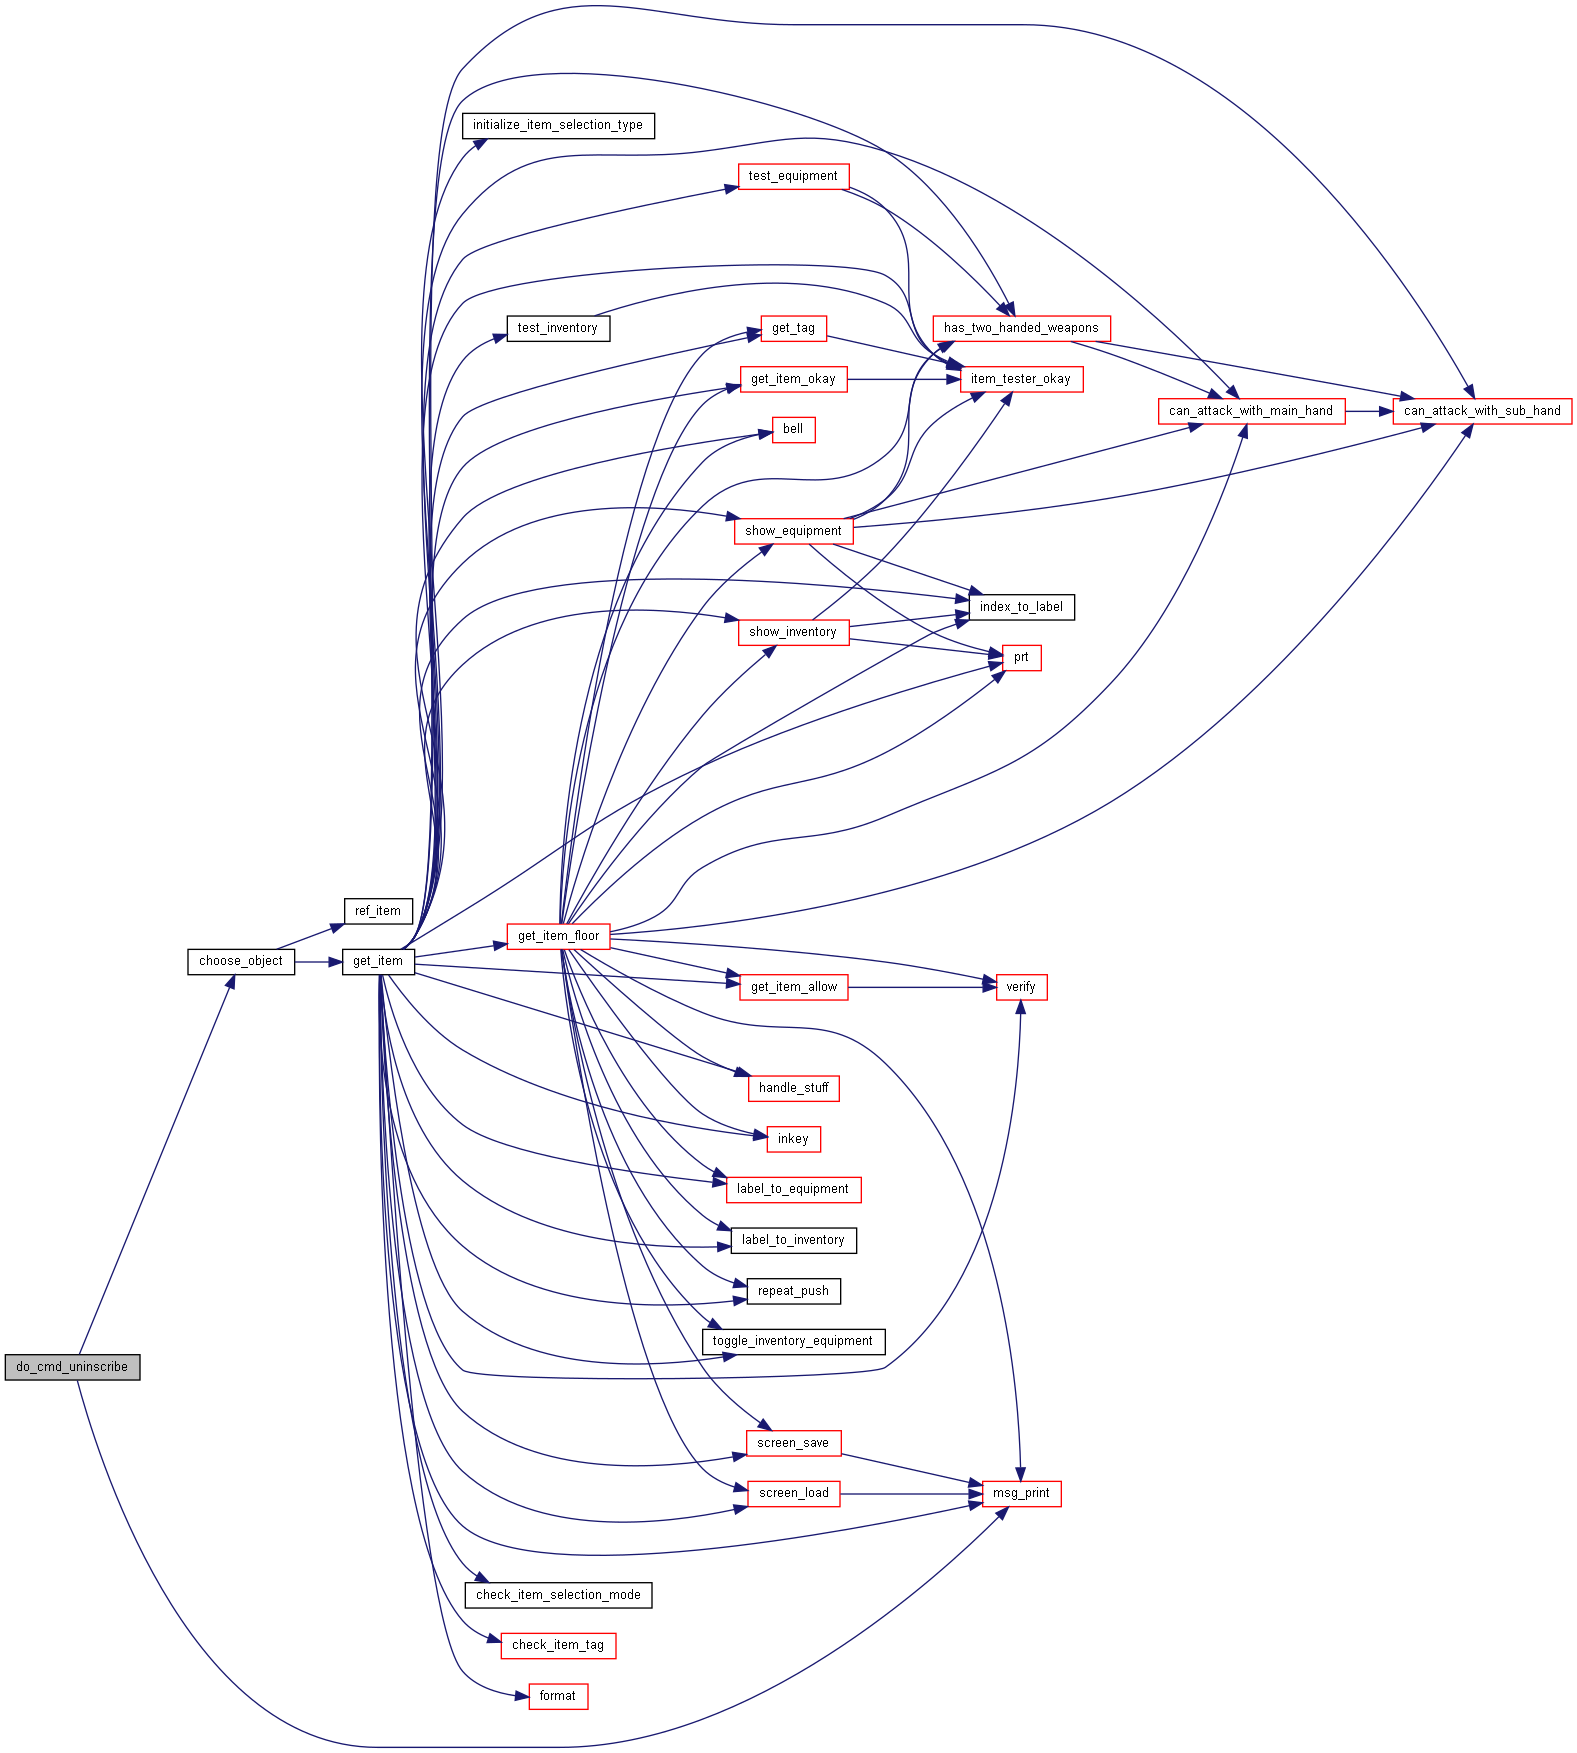 initialize_item_selection_type
test_equipment
test_inventory
get_tag
has_two_handed_weapons
get_item_okay
item_tester_okay
can_attack_with_main_hand
can_attack_with_sub_hand
bell
show_equipment
index_to_label
show_inventory
prt
ref_item
choose_object
get_item
get_item_floor
get_item_allow
verify
handle_stuff
inkey
label_to_equipment
label_to_inventory
repeat_push
toggle_inventory_equipment
do_cmd_uninscribe
screen_save
screen_load
msg_print
check_item_selection_mode
check_item_tag
format